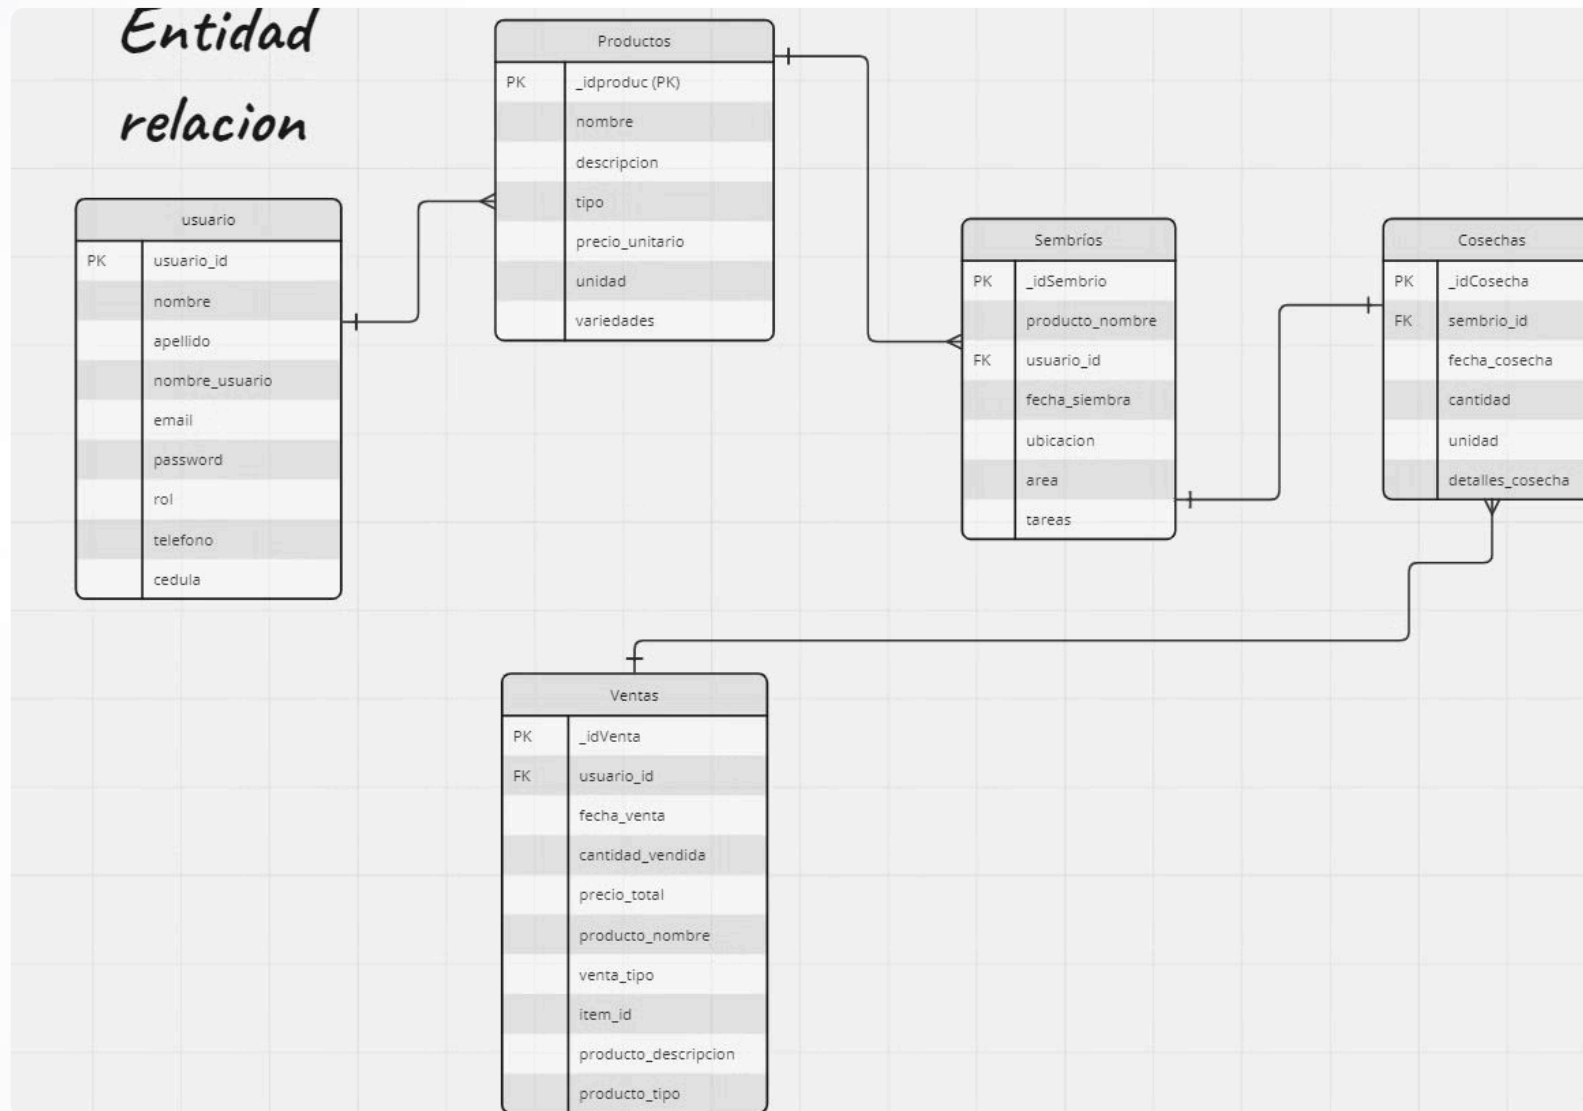 Entidad
relacion
Productos
PK _idproduc (PK)
nombre
descripcion
tipo
precio_unitario
unidad
variedades
usuario
PK usuario_id
nombre
apellido
nombre_usuario
email
password
rol
telefono
cedula
Sembríos
PK _idSembrio
producto_nombre
FK usuario_id
fecha_siembra
ubicacion
area
tareas
Cosechas
PK _idCosecha
FK sembrio_id
fecha_cosecha
cantidad
unidad
detalles_cosecha
Ventas
PK _idVenta
FK usuario_id
fecha_venta
cantidad_vendida
precio_total
producto_nombre
venta_tipo
item_id
producto_descripcion
producto_tipo